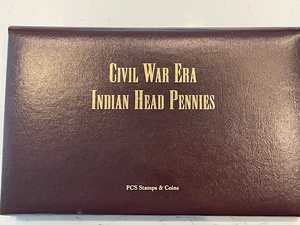 Civil War Era
Indian Head Pennies
PCS Stamps & Coins